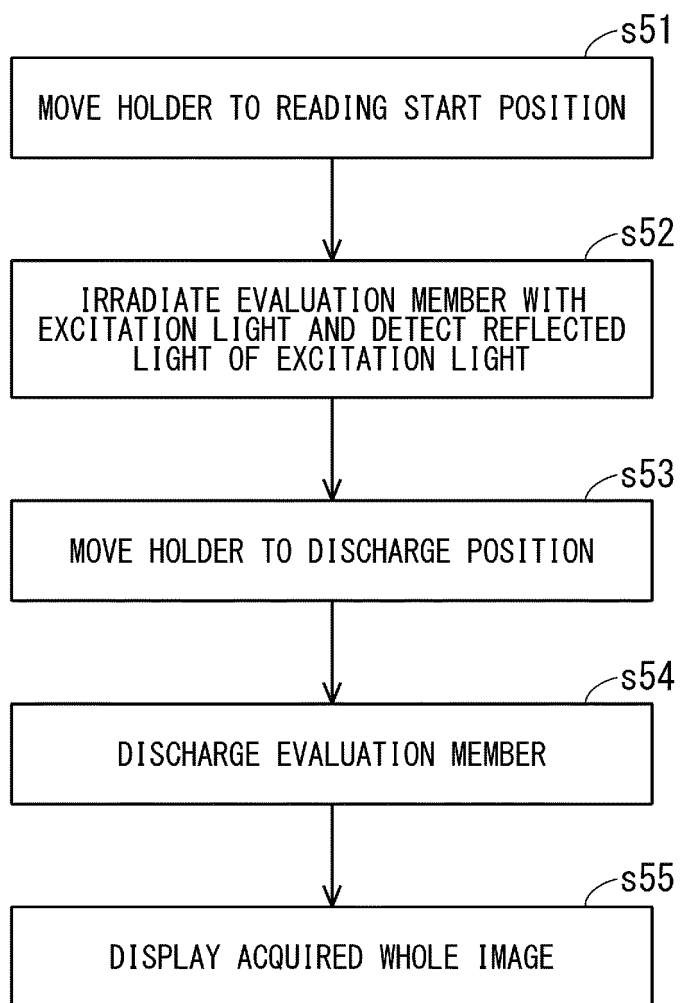 s51
MOVE HOLDER TO READING START POSITION
s52
IRRADIATE EVALUATION MEMBER WITH
EXCITATION LIGHT AND DETECT REFLECTED
LIGHT OF EXCITATION LIGHT
s53
MOVE HOLDER TO DISCHARGE POSITION
s54
DISCHARGE EVALUATION MEMBER
s55
DISPLAY ACQUIRED WHOLE IMAGE